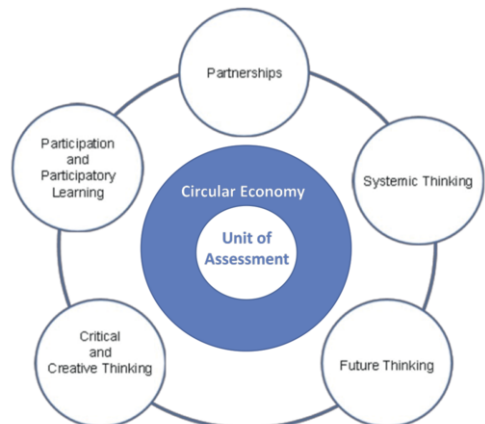 Partnerships
Participation
and
Participatory
Learning
Systemic Thinking
Circular Economy
Unit of
Assessment
Critical
and
Creative Thinking
Future Thinking